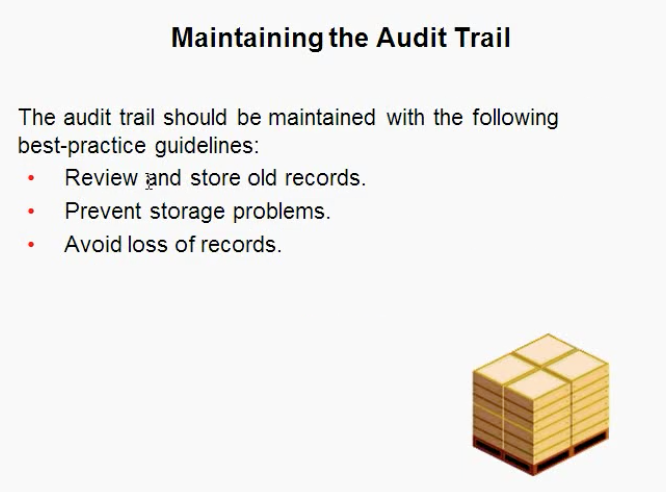 Maintaining the Audit Trail
The audit trail should be maintained with the following
best-practice guidelines:
• Review and store old records.
• Prevent storage problems.
• Avoid loss of records.